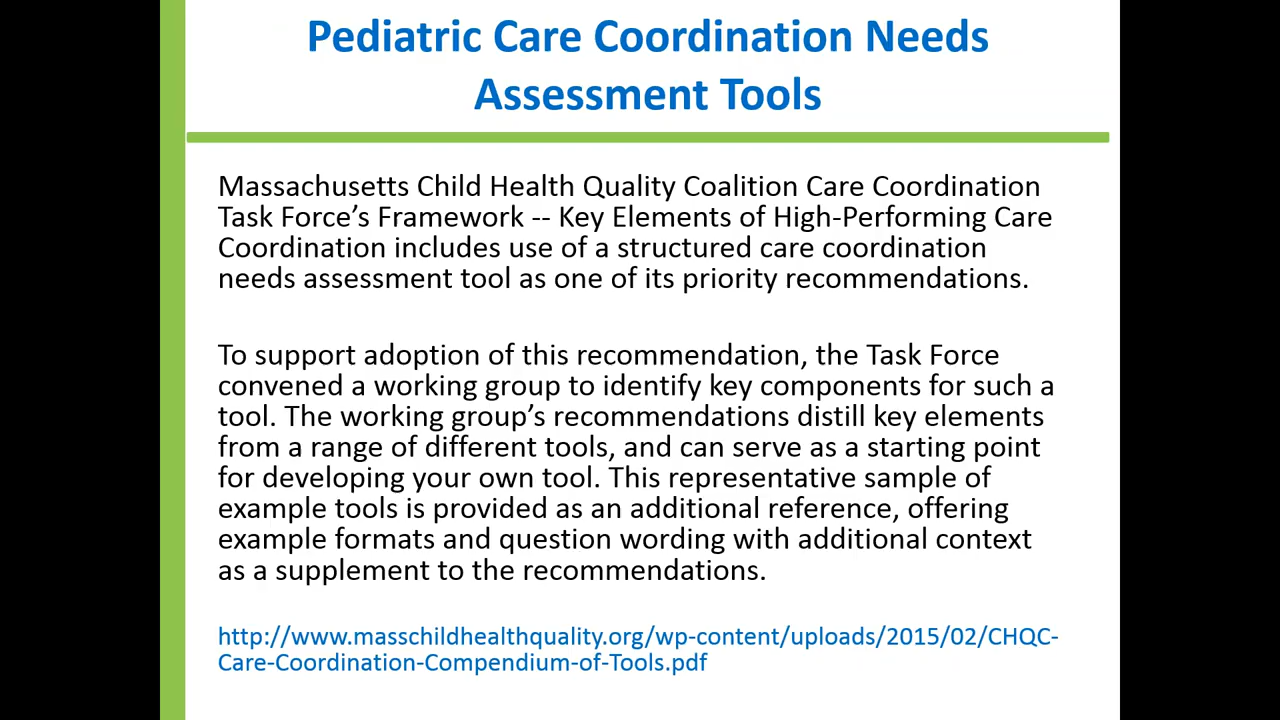 Pediatric Care Coordination Needs
Assessment Tools
Massachusetts Child Health Quality Coalition Care Coordination
Task Force’s Framework -- Key Elements of High-Performing Care
Coordination includes use of a structured care coordination
needs assessment tool as one of its priority recommendations.
To support adoption of this recommendation, the Task Force
convened a working group to identify key components for such a
tool. The working group’s recommendations distill key elements
from a range of different tools, and can serve as a starting point
for developing your own tool. This representative sample of
example tools is provided as an additional reference, offering
example formats and question wording with additional context
as a supplement to the recommendations.
http://www.masschildhealthquality.org/wp-content/uploads/2015/02/CHQC-
Care-Coordination-Compendium-of-Tools.pdf